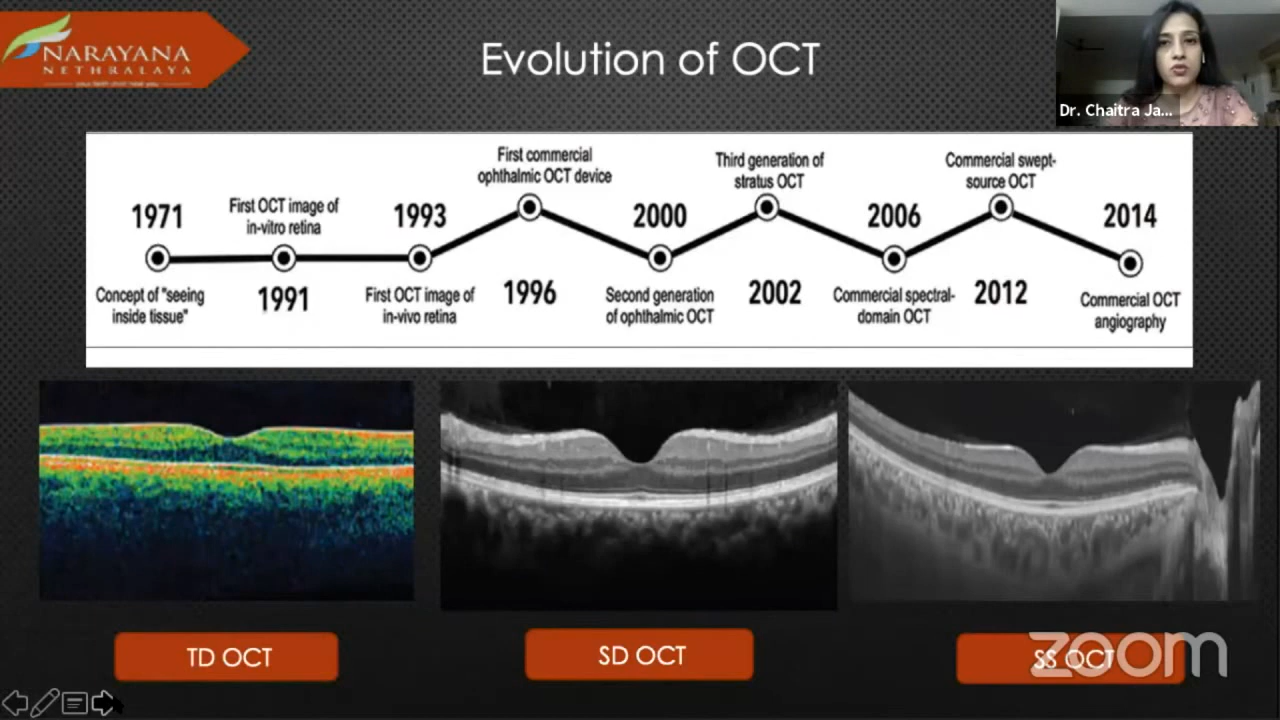 NARAYANA
NETHRALAYA
Evolution of OCT
Dr. Chaitra Ja...
1971
Concept of "seeing
inside tissue"
First OCT image of
in-vitro retina
1991
1993
First OCT image of
in-vivo retina
First commercial
ophthalmic OCT device
1996
2000
Second generation
of ophthalmic OCT
Third generation of
stratus OCT
2002
2006
Commercial spectral-
domain OCT
Commercial swept-
source OCT
2012
2014
Commercial OCT
angiography
TD OCT
SD OCT
SS OCT
zoom